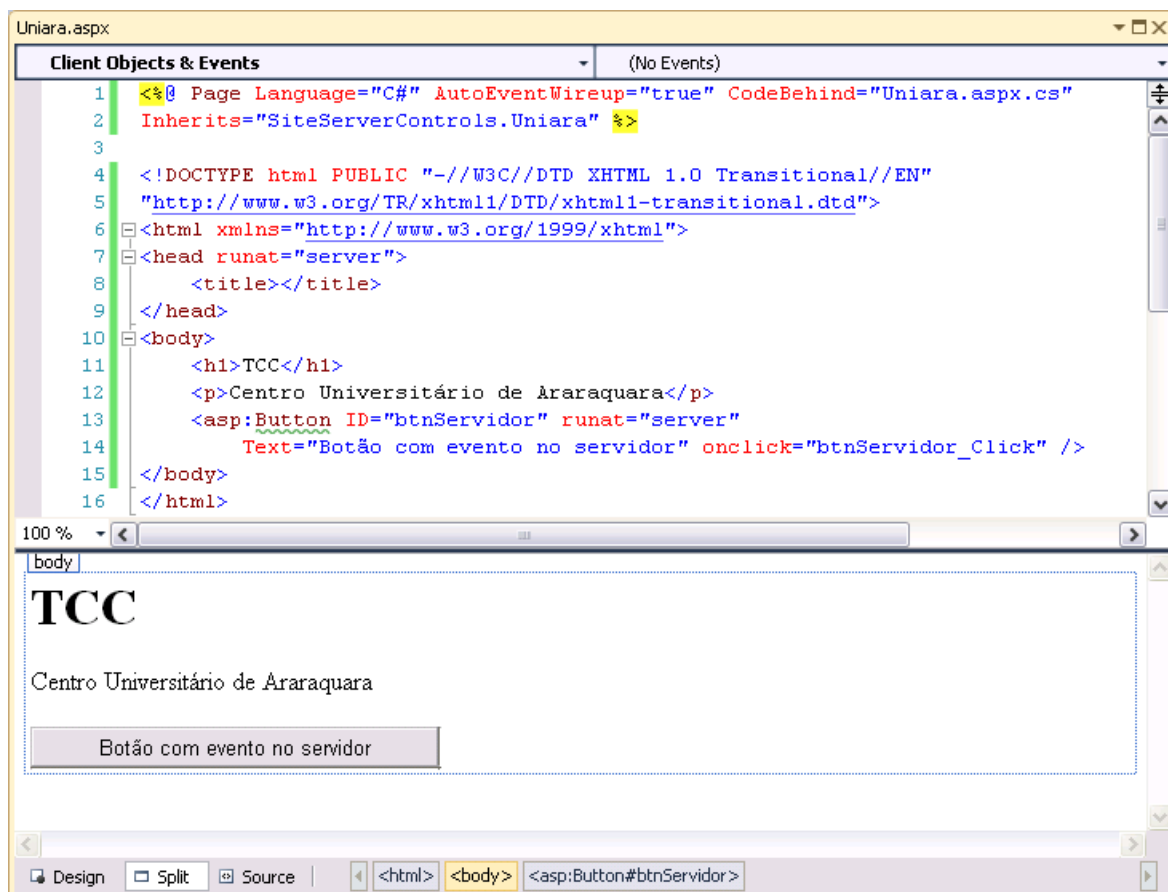 Uniara.aspx
Client Objects & Events
(No Events)
1 <%@ Page Language="C#" AutoEventWireup="true" CodeBehind="Uniara.aspx.cs"
2 Inherits="SiteServerControls.Uniara" %>
3
4 <!DOCTYPE html PUBLIC "-//W3C//DTD XHTML 1.0 Transitional//EN"
5 "http://www.w3.org/TR/xhtml1/DTD/xhtml1-transitional.dtd">
6 <html xmlns="http://www.w3.org/1999/xhtml">
7 <head runat="server">
8 <title></title>
9 </head>
10 <body>
11 <h1>TCC</h1>
12 <p>Centro Universitário de Araraquara</p>
13 <asp:Button ID="btnServidor" runat="server"
14 Text="Botão com evento no servidor" onclick="btnServidor_Click" />
15 </body>
16 </html>
100 %
body
TCC
Centro Universitário de Araraquara
Botão com evento no servidor
Design Split Source <html> <body> <asp:Button#btnServidor>